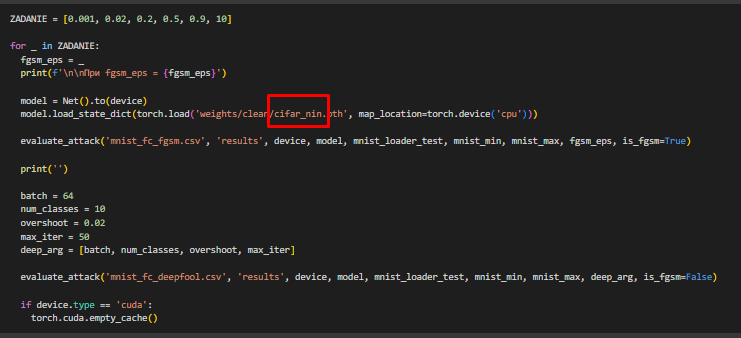 ZADANIE = [0.001, 0.02, 0.2, 0.5, 0.9, 10]
for _ in ZADANIE:
fgsm_eps = _
print(f'\n\nПри fgsm_eps = {fgsm_eps}')
model = Net().to(device)
model.load_state_dict(torch.load('weights/clean/cifar_nin.pth', map_location=torch.device('cpu')))
evaluate_attack('mnist_fc_fgsm.csv', 'results', device, model, mnist_loader_test, mnist_min, mnist_max, fgsm_eps, is_fgsm=True)
print('')
batch = 64
num_classes = 10
overshoot = 0.02
max_iter = 50
deep_arg = [batch, num_classes, overshoot, max_iter]
evaluate_attack('mnist_fc_deepfool.csv', 'results', device, model, mnist_loader_test, mnist_min, mnist_max, deep_arg, is_fgsm=False)
if device.type == 'cuda':
torch.cuda.empty_cache()